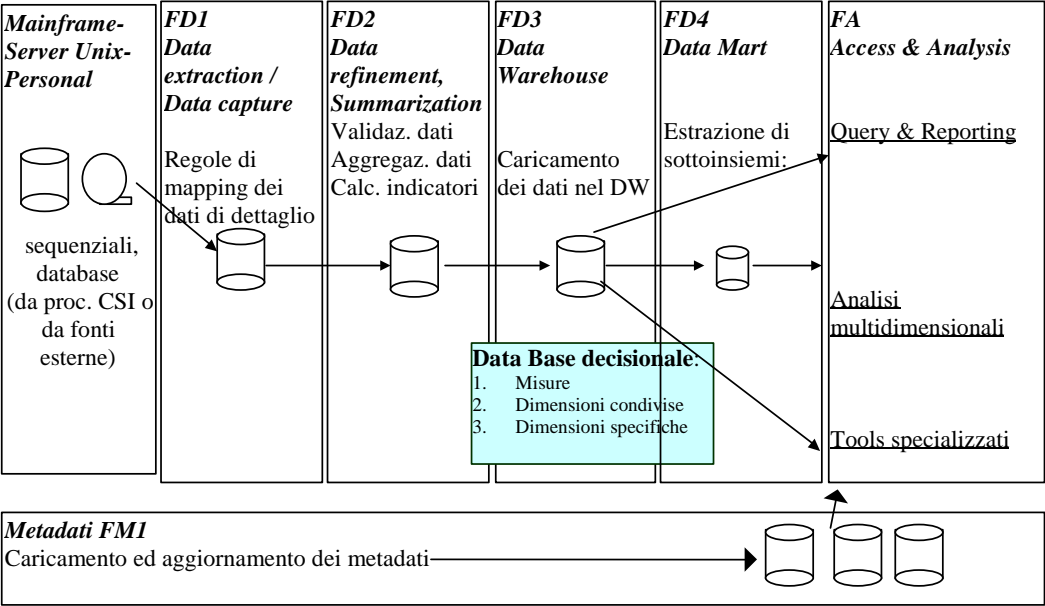 Mainframe-
Server Unix-
Personal
sequenziali,
database
(da proc. CSI o
da fonti
esterne)
FD1
Data
extraction /
Data capture
Regole di
mapping dei
dati di dettaglio
FD2
Data
refinement,
Summarization
Validaz. dati
Aggregaz. dati
Calc. indicatori
FD3
Data
Warehouse
Caricamento
dei dati nel DW
Data Base decisionale:
1. Misure
2. Dimensioni condivise
3. Dimensioni specifiche
FD4
Data Mart
Estrazione di
sottoinsiemi:
FA
Access & Analysis
Query & Reporting
Analisi
multidimensionali
Tools specializzati
Metadati FM1
Caricamento ed aggiornamento dei metadati